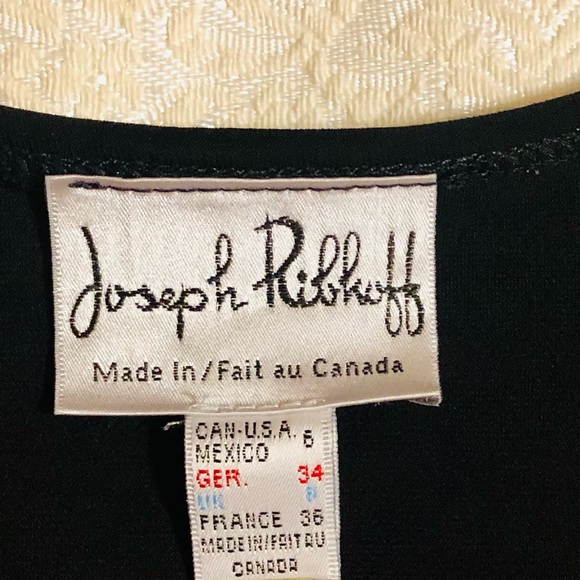 Joseph Ribkoff
Made In/Fait au Canada
CAN-U.S.A. 6
MEXICO
GER. 34
UK 8
FRANCE 36
MADE IN/FAIT AU
CANADA